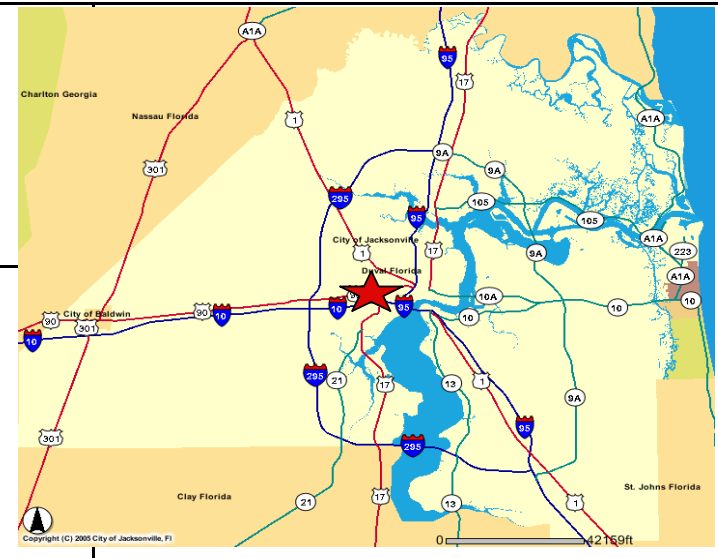 A1A
95
17
Charlton Georgia
Nassau Florida
1
A1A
9A
301
9A
295
105
95
105
City of Jacksonville
A1A
1
17
9A
223
Duval Florida
A1A
10A
10
City of Baldwin
90
10
10
95
10
10
90
301
10
295
21
17
13
1
9A
95
301
295
Clay Florida
St. Johns Florida
21
17
13
1
Copyright (C) 2005 City of Jacksonville, Fl
0
42159ft